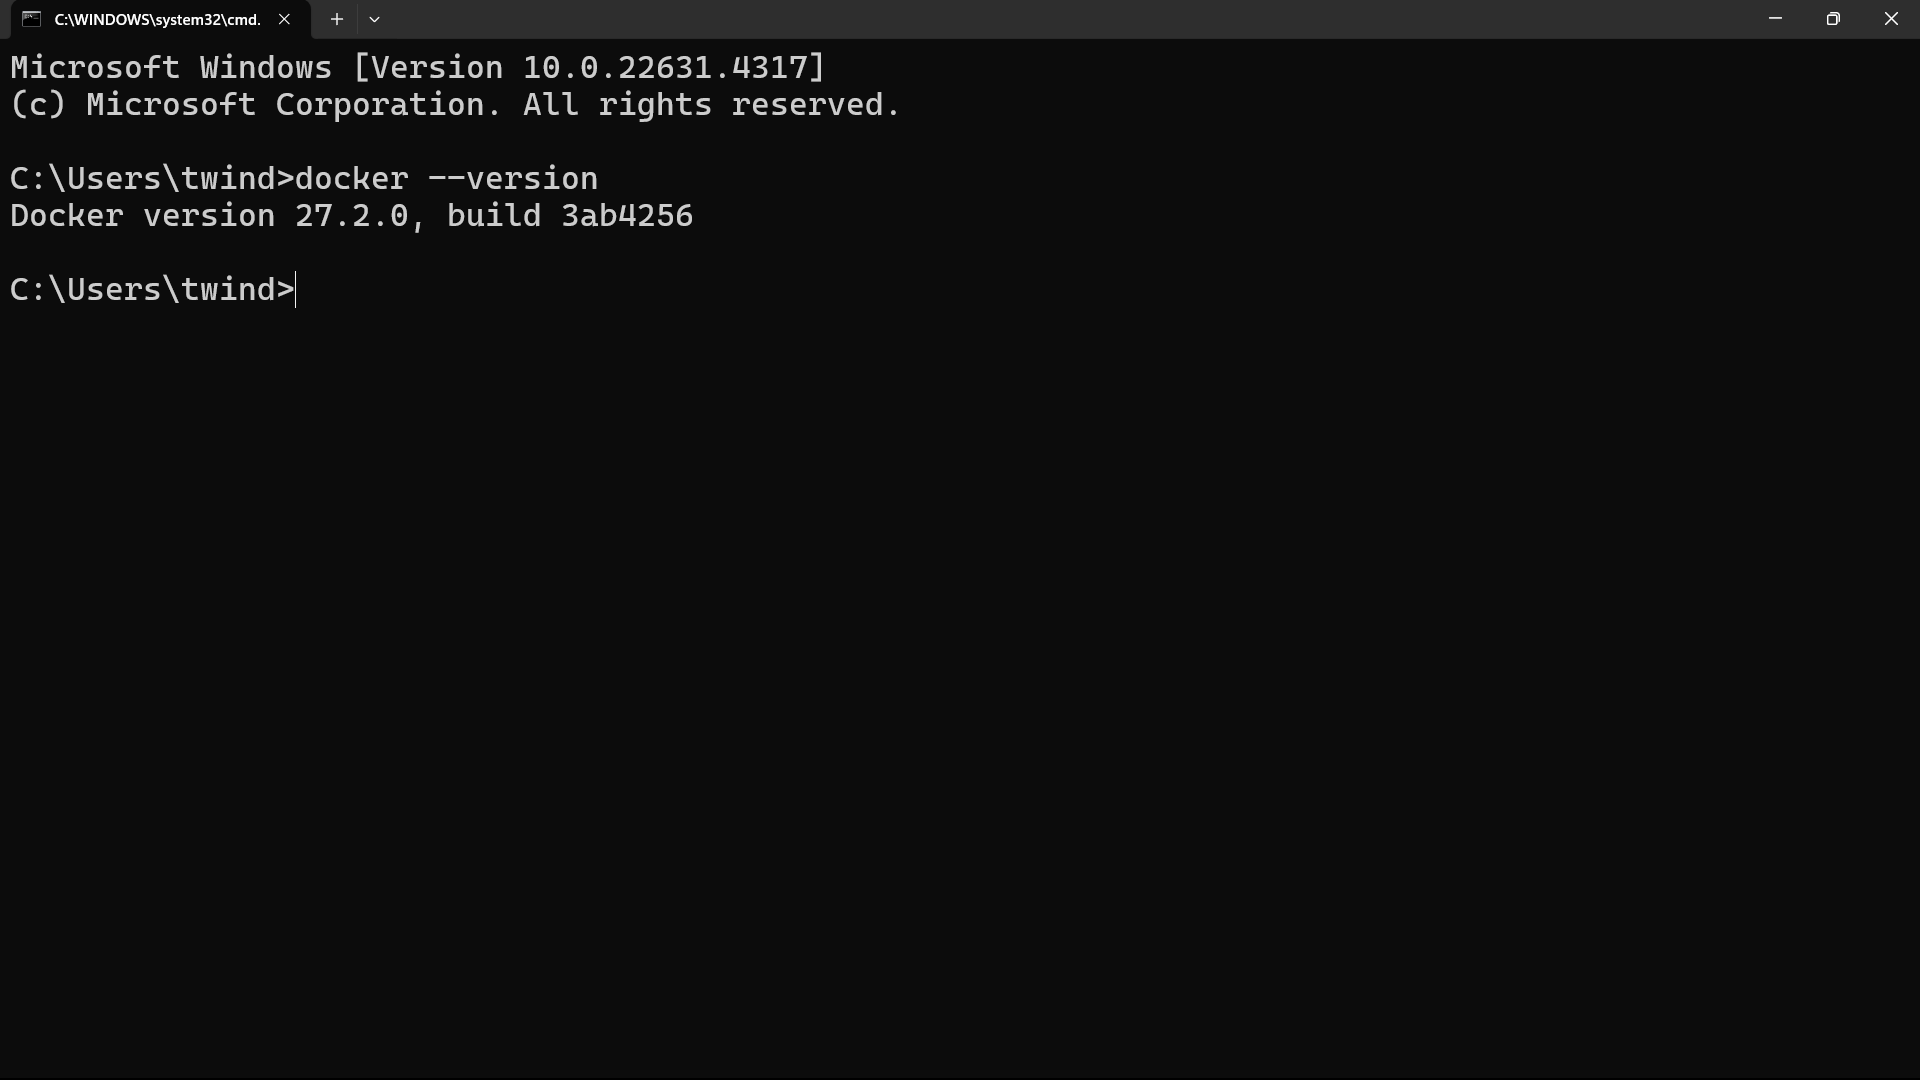 C:\WINDOWS\system32\cmd.
Microsoft Windows [Version 10.0.22631.4317]
(c) Microsoft Corporation. All rights reserved.
C:\Users\twind>docker --version
Docker version 27.2.0, build 3ab4256
C:\Users\twind>